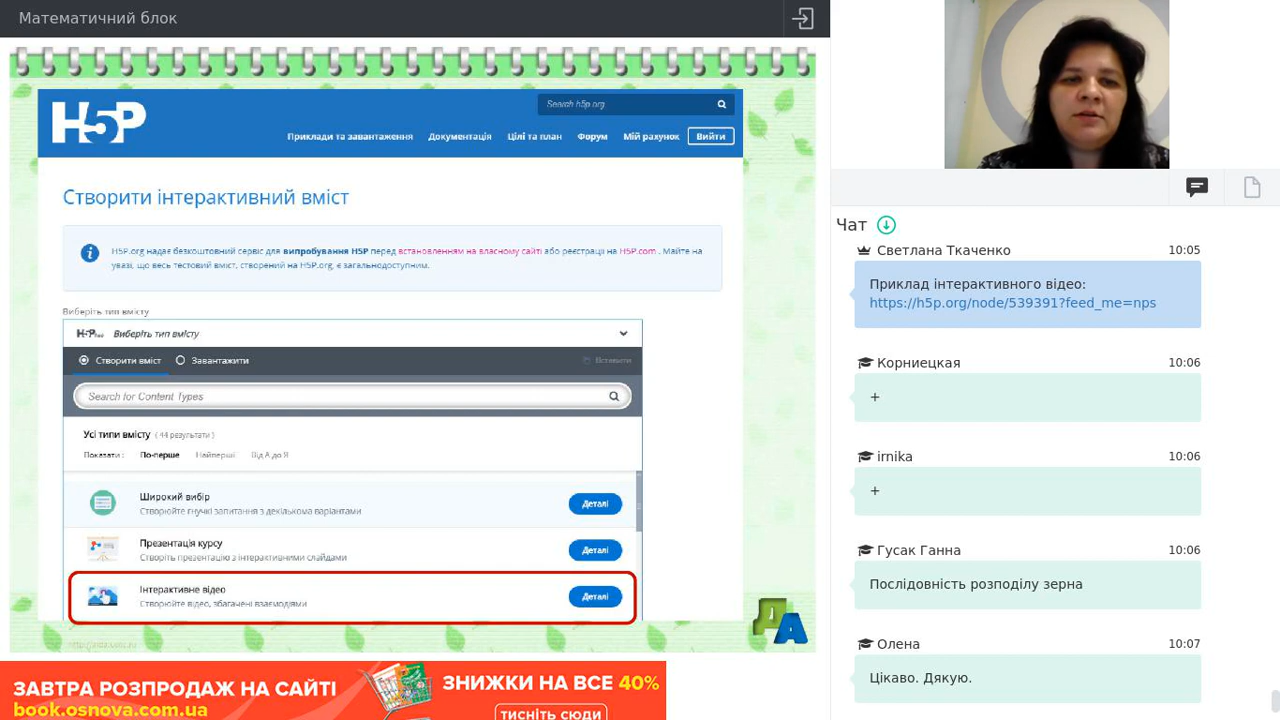 Математичний блок
H5P
Search h5p.org
Приклади та завантаження Документація Цілі та план Форум Мій рахунок Вийти
Створити інтерактивний вміст
H5P.org надає безкоштовний сервіс для випробування H5P перед встановленням на власному сайті або реєстрації на H5P.com . Майте на
увазі, що весь тестовий вміст, створений на H5P.org, є загальнодоступним.
Виберіть тип вмісту
H5P Виберіть тип вмісту
Створити вміст Завантажити Вставити
Search for Content Types
Усі типи вмісту ( 44 результати )
Показати : По-перше Найперші Від А до Я
Широкий вибір
Створюйте гнучкі запитання з декількома варіантами
Деталі
Презентація курсу
Створіть презентацію з інтерактивними слайдами
Деталі
Інтерактивне відео
Створюйте відео, збагачені взаємодіями
Деталі
ДА
ЗАВТРА РОЗПРОДАЖ НА САЙТІ
book.osnova.com.ua
ЗНИЖКИ НА ВСЕ 40%
тисніть сюди
Чат
Светлана Ткаченко 10:05
Приклад інтерактивного відео:
https://h5p.org/node/539391?feed_me=nps
Корниецкая 10:06
+
irnika 10:06
+
Гусак Ганна 10:06
Послідовність розподілу зерна
Олена 10:07
Цікаво. Дякую.